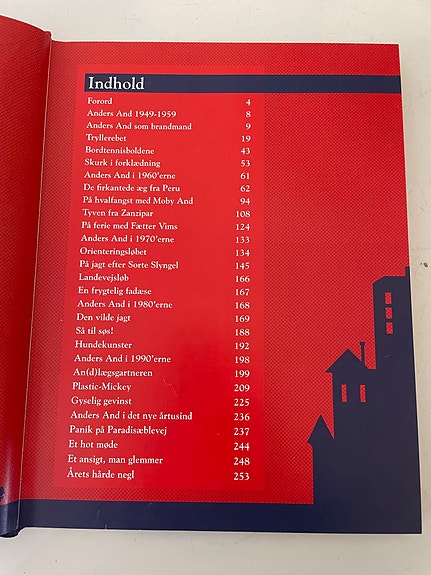 Indhold
Forord 4
Anders And 1949-1959 8
Anders And som brandmand 9
Tryllerebet 19
Bordtennisboldene 43
Skurk i forklædning 53
Anders And i 1960'erne 61
De firkantede æg fra Peru 62
På hvalfangst med Moby And 94
Tyven fra Zanzipar 108
På ferie med Fætter Vims 124
Anders And i 1970'erne 133
Orienteringsløbet 134
På jagt efter Sorte Slyngel 145
Landevejsløb 166
En frygtelig fadæse 167
Anders And i 1980'erne 168
Den vilde jagt 169
Så til søs! 188
Hundekunster 192
Anders And i 1990'erne 198
An(d)lægsgartneren 199
Plastic-Mickey 209
Gyselig gevinst 225
Anders And i det nye årtusind 236
Panik på Paradisæblevej 237
Et hot møde 244
Et ansigt, man glemmer 248
Årets hårde negl 253